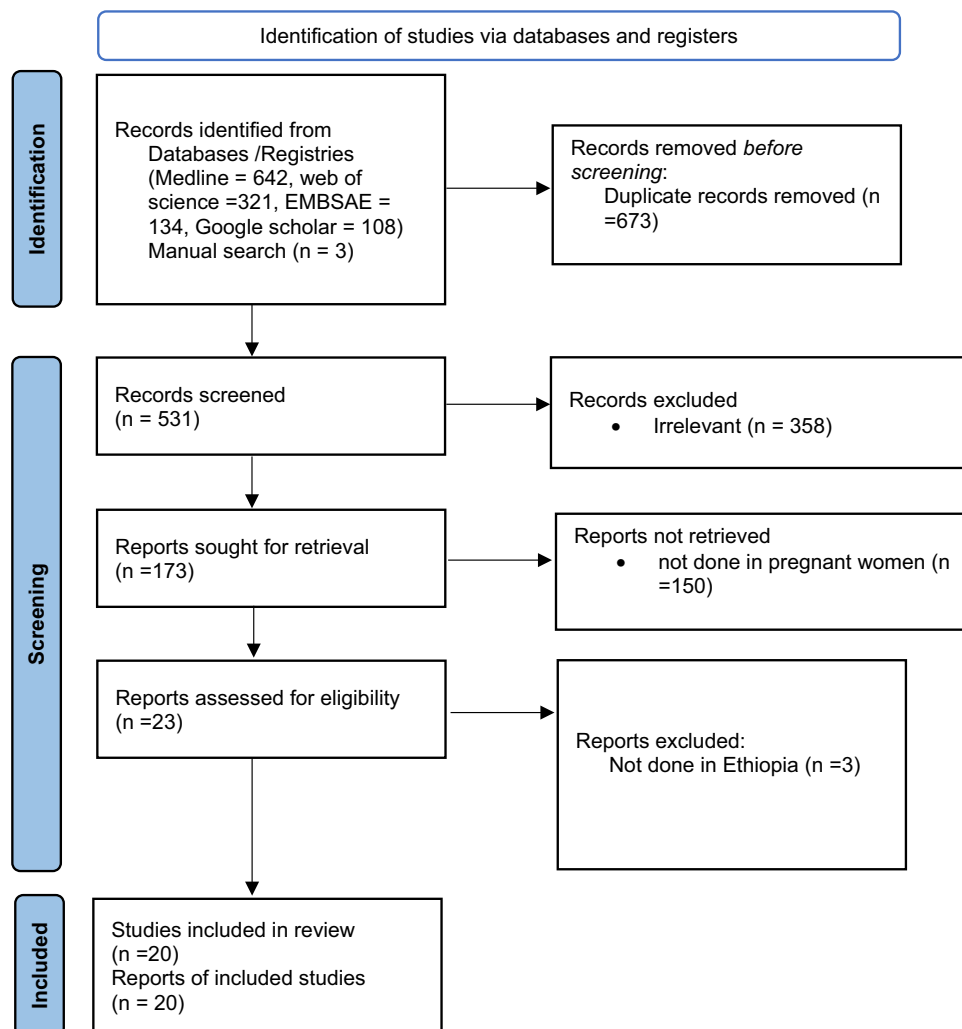 Identification of studies via databases and registers
Identification
Records identified from
Databases /Registries
(Medline = 642, web of
science =321, EMBSAE =
134, Google scholar = 108)
Manual search (n = 3)
Records removed before
screening:
Duplicate records removed (n
=673)
Screening
Records screened
(n = 531)
Records excluded
• Irrelevant (n = 358)
Reports sought for retrieval
(n =173)
Reports not retrieved
• not done in pregnant women (n
=150)
Reports assessed for eligibility
(n =23)
Reports excluded:
Not done in Ethiopia (n =3)
Included
Studies included in review
(n =20)
Reports of included studies
(n = 20)